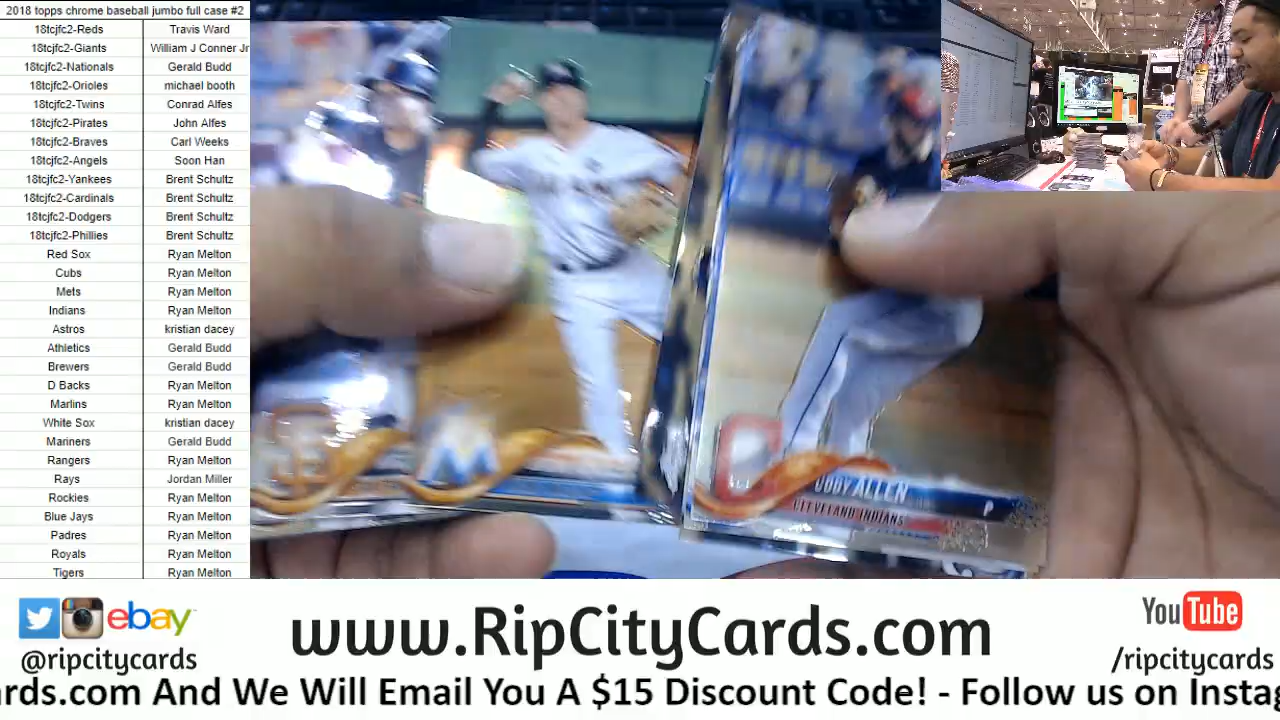 2018 topps chrome baseball jumbo full case #2
18tcjfc2-Reds Travis Ward
18tcjfc2-Giants William J Conner Jr
18tcjfc2-Nationals Gerald Budd
18tcjfc2-Orioles michael booth
18tcjfc2-Twins Conrad Alfes
18tcjfc2-Pirates John Alfes
18tcjfc2-Braves Carl Weeks
18tcjfc2-Angels Soon Han
18tcjfc2-Yankees Brent Schultz
18tcjfc2-Cardinals Brent Schultz
18tcjfc2-Dodgers Brent Schultz
18tcjfc2-Phillies Brent Schultz
Red Sox Ryan Melton
Cubs Ryan Melton
Mets Ryan Melton
Indians Ryan Melton
Astros kristian dacey
Athletics Gerald Budd
Brewers Gerald Budd
D Backs Ryan Melton
Marlins Ryan Melton
White Sox kristian dacey
Mariners Gerald Budd
Rangers Ryan Melton
Rays Jordan Miller
Rockies Ryan Melton
Blue Jays Ryan Melton
Padres Ryan Melton
Royals Ryan Melton
Tigers Ryan Melton
C
ALLEN
P
CLEVELAND INDIANS
SF
M
ebay
@ripcitycards
www.RipCityCards.com
YouTube
/ripcitycards
ards.com And We Will Email You A $15 Discount Code! - Follow us on Instag